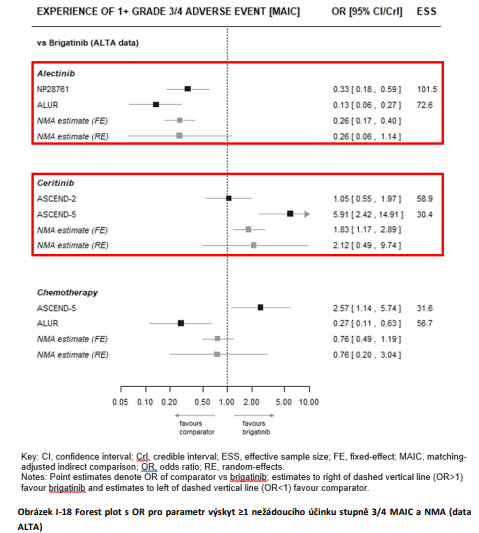 EXPERIENCE OF 1+ GRADE 3/4 ADVERSE EVENT [MAIC] OR [95% CI/CrI] ESS
vs Brigatinib (ALTA data)
Alectinib
NP28761 0.33 [0.18 , 0.59] 101.5
ALUR 0.13 [0.06 , 0.27] 72.6
NMA estimate (FE) 0.26 [0.17 , 0.40]
NMA estimate (RE) 0.26 [0.06 , 1.14]
Ceritinib
ASCEND-2 1.05 [0.55 , 1.97] 58.9
ASCEND-5 5.91 [2.42 , 14.91] 30.4
NMA estimate (FE) 1.83 [1.17 , 2.89]
NMA estimate (RE) 2.12 [0.49 , 9.74]
Chemotherapy
ASCEND-5 2.57 [1.14 , 5.74] 31.6
ALUR 0.27 [0.11 , 0.63] 56.7
NMA estimate (FE) 0.76 [0.49 , 1.19]
NMA estimate (RE) 0.76 [0.20 , 3.04]
0.05 0.10 0.20 0.50 1.00 2.00 5.00 10.00
favours comparator favours brigatinib
Key: CI, confidence interval; CrI, credible interval; ESS, effective sample size; FE, fixed-effect; MAIC, matching-
adjusted indirect comparison; OR, odds ratio; RE, random-effects.
Notes: Point estimates denote OR of comparator vs brigatinib; estimates to right of dashed vertical line (OR>1)
favour brigatinib and estimates to left of dashed vertical line (OR<1) favour comparator.
Obrázek I-18 Forest plot s OR pro parametr výskyt ≥1 nežádoucího účinku stupně 3/4 MAIC a NMA (data
ALTA)